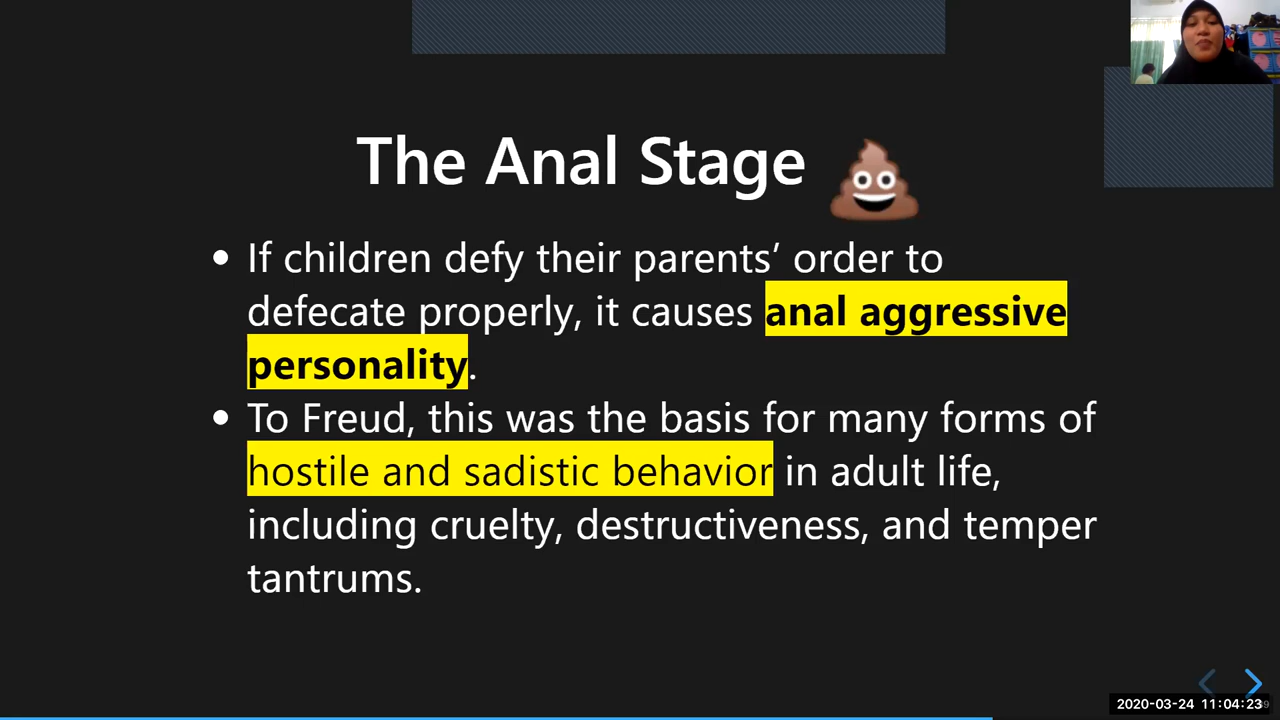 The Anal Stage
• If children defy their parents’ order to
defecate properly, it causes anal aggressive
personality.
• To Freud, this was the basis for many forms of
hostile and sadistic behavior in adult life,
including cruelty, destructiveness, and temper
tantrums.
2020-03-24 11:04:23